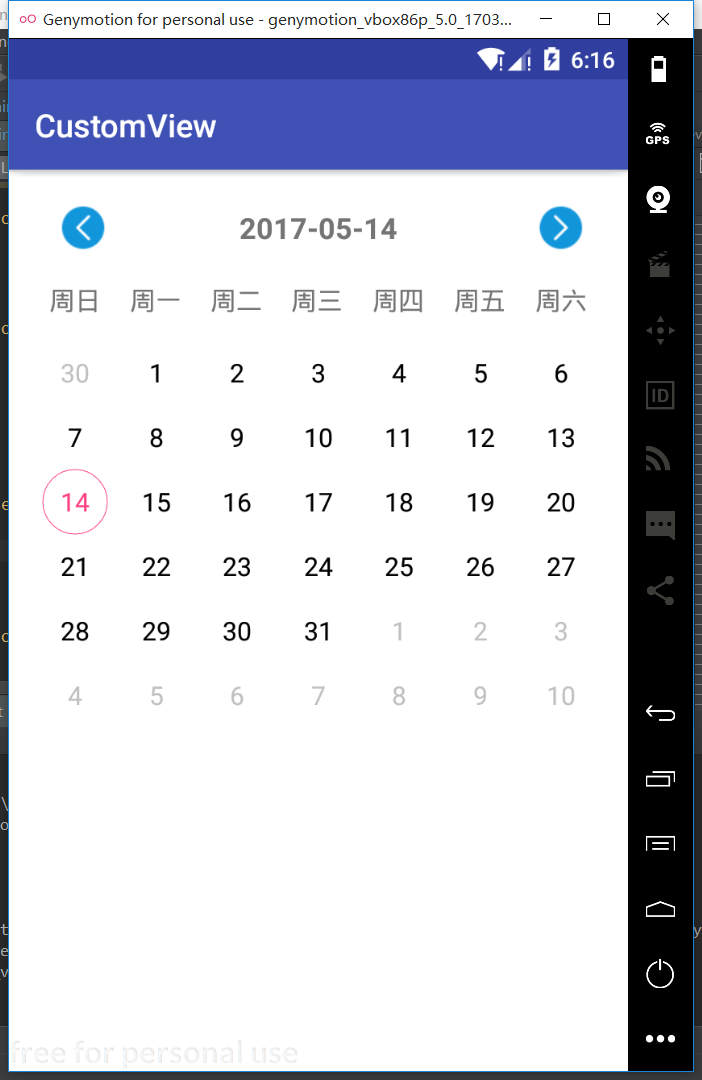 Genymotion for personal use - genymotion_vbox86p_5.0_1703...
6:16
CustomView
GPS
2017-05-14
周日 周一 周二 周三 周四 周五 周六
30 1 2 3 4 5 6
ID
7 8 9 10 11 12 13
14 15 16 17 18 19 20
21 22 23 24 25 26 27
28 29 30 31 1 2 3
4 5 6 7 8 9 10
free for personal use